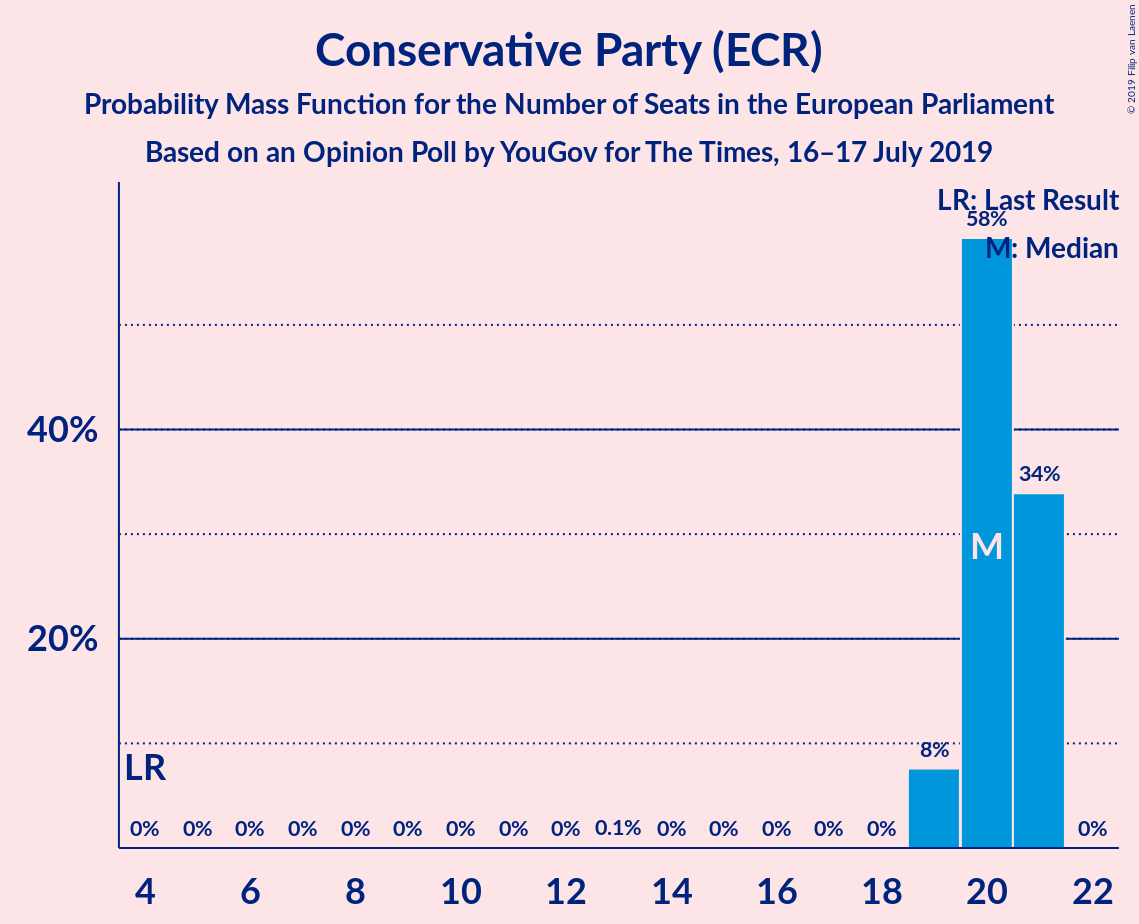 © 2019 Filip van Laenen
Conservative Party (ECR)
Probability Mass Function for the Number of Seats in the European Parliament
Based on an Opinion Poll by YouGov for The Times, 16–17 July 2019
LR: Last Result
58%
M: Median
40%
34%
M
20%
8%
LR
0% 0% 0% 0% 0% 0% 0% 0% 0% 0.1% 0% 0% 0% 0% 0% 0%
4 6 8 10 12 14 16 18 20 22